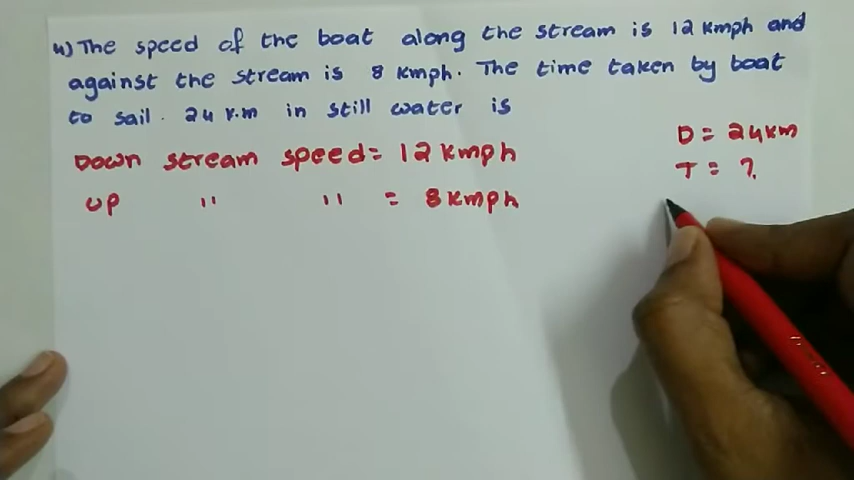 4) The speed of the boat along the stream is 12 kmph and
against the stream is 8 kmph. The time taken by boat
to sail. 24 k.m in still water is
D = 24km
T = ?
Down stream speed = 12 kmph
up " " = 8 kmph